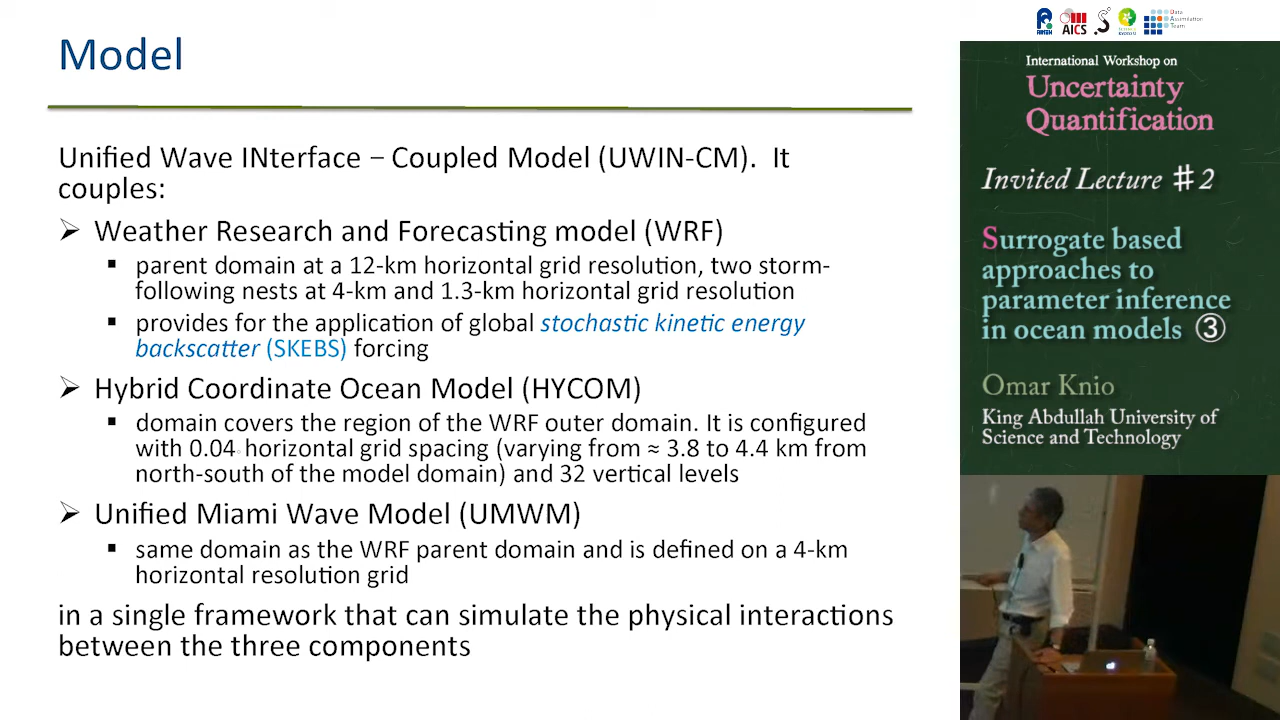 Model
Unified Wave INterface – Coupled Model (UWIN-CM). It
couples:
➢ Weather Research and Forecasting model (WRF)
▪ parent domain at a 12-km horizontal grid resolution, two storm-
following nests at 4-km and 1.3-km horizontal grid resolution
▪ provides for the application of global stochastic kinetic energy
backscatter (SKEBS) forcing
➢ Hybrid Coordinate Ocean Model (HYCOM)
▪ domain covers the region of the WRF outer domain. It is configured
with 0.04◦ horizontal grid spacing (varying from ≈ 3.8 to 4.4 km from
north-south of the model domain) and 32 vertical levels
➢ Unified Miami Wave Model (UMWM)
▪ same domain as the WRF parent domain and is defined on a 4-km
horizontal resolution grid
in a single framework that can simulate the physical interactions
between the three components
AICS
Data
Assimilation
Team
International Workshop on
Uncertainty
Quantification
Invited Lecture #2
Surrogate based
approaches to
parameter inference
in ocean models ③
Omar Knio
King Abdullah University of
Science and Technology